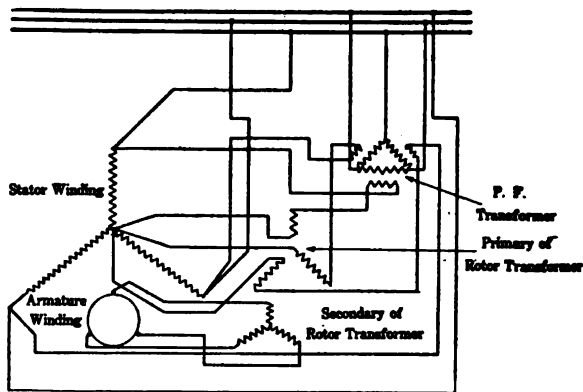 Stator Winding
P. F.
Transformer
Primary of
Rotor Transformer
Armature
Winding
Secondary of
Rotor Transformer